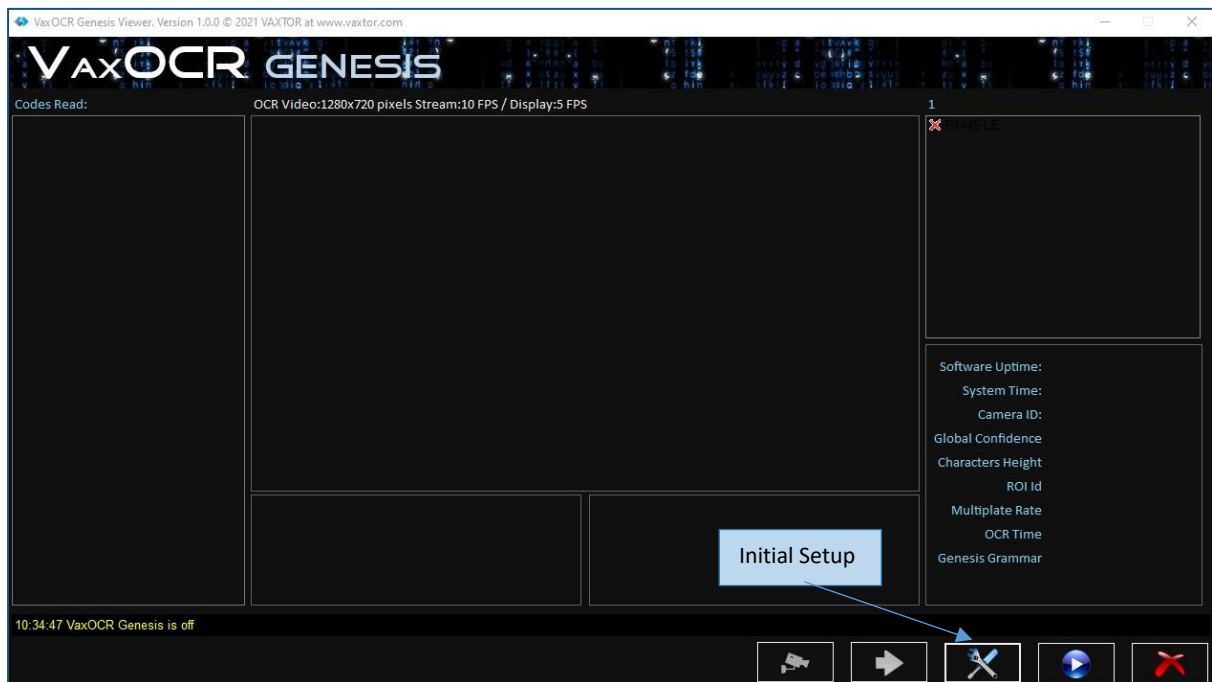 VaxOCR Genesis Viewer. Version 1.0.0 © 2021 VAXTOR at www.vaxtor.com
VAXOCR GENESIS
Codes Read:
OCR Video:1280x720 pixels Stream:10 FPS / Display:5 FPS
1
Software Uptime:
System Time:
Camera ID:
Global Confidence
Characters Height
ROI Id
Multiplate Rate
OCR Time
Genesis Grammar
Initial Setup
10:34:47 VaxOCR Genesis is off